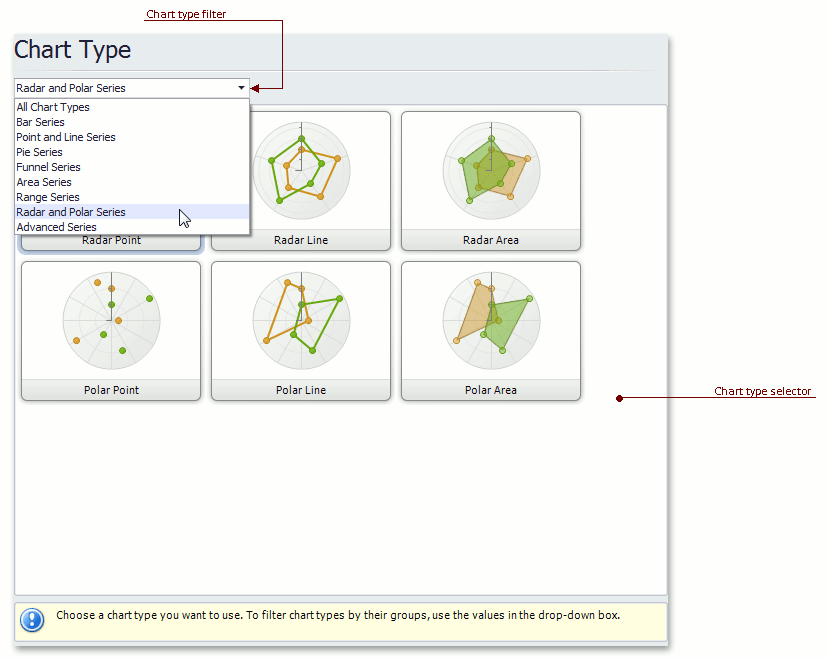 Chart type filter
Chart Type
Radar and Polar Series
All Chart Types
Bar Series
Point and Line Series
Pie Series
Funnel Series
Area Series
Range Series
Radar and Polar Series
Advanced Series
Radar Point
Radar Line
Radar Area
Polar Point
Polar Line
Polar Area
Chart type selector
Choose a chart type you want to use. To filter chart types by their groups, use the values in the drop-down box.